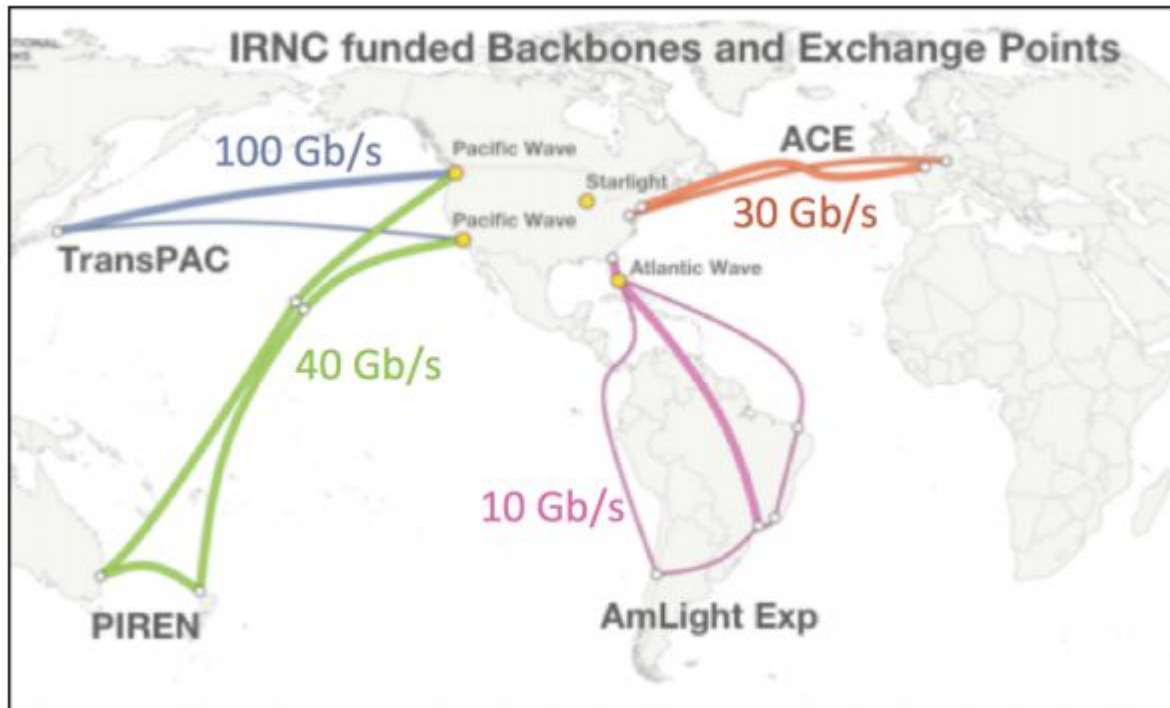 IRNC funded Backbones and Exchange Points
100 Gb/s
Pacific Wave
ACE
Starlight
30 Gb/s
Pacific Wave
TransPAC
Atlantic Wave
40 Gb/s
10 Gb/s
PIREN
AmLight Exp